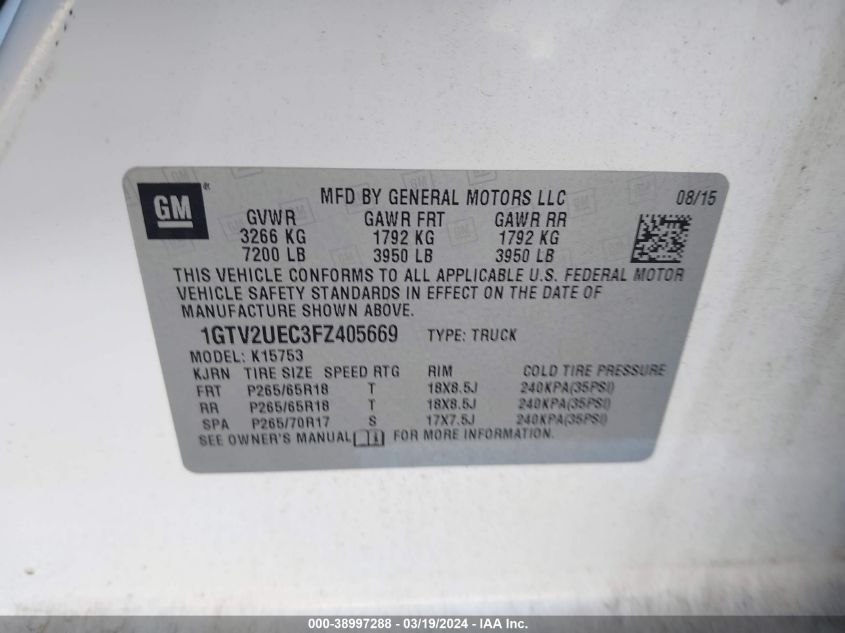 GM
MFD BY GENERAL MOTORS LLC 08/15
GVWR GAWR FRT GAWR RR
3266 KG 1792 KG 1792 KG
7200 LB 3950 LB 3950 LB
THIS VEHICLE CONFORMS TO ALL APPLICABLE U.S. FEDERAL MOTOR
VEHICLE SAFETY STANDARDS IN EFFECT ON THE DATE OF
MANUFACTURE SHOWN ABOVE.
1GTV2UEC3FZ405669 TYPE: TRUCK
MODEL: K15753
KJRN TIRE SIZE SPEED RTG RIM COLD TIRE PRESSURE
FRT P265/65R18 T 18X8.5J 240KPA(35PSI)
RR P265/65R18 T 18X8.5J 240KPA(35PSI)
SPA P265/70R17 S 17X7.5J 240KPA(35PSI)
SEE OWNER'S MANUAL FOR MORE INFORMATION.
000-38997288 - 03/19/2024 - IAA Inc.